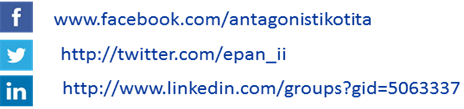 www.facebook.com/antagonistikotita
http://twitter.com/epan_ii
http://www.linkedin.com/groups?gid=5063337